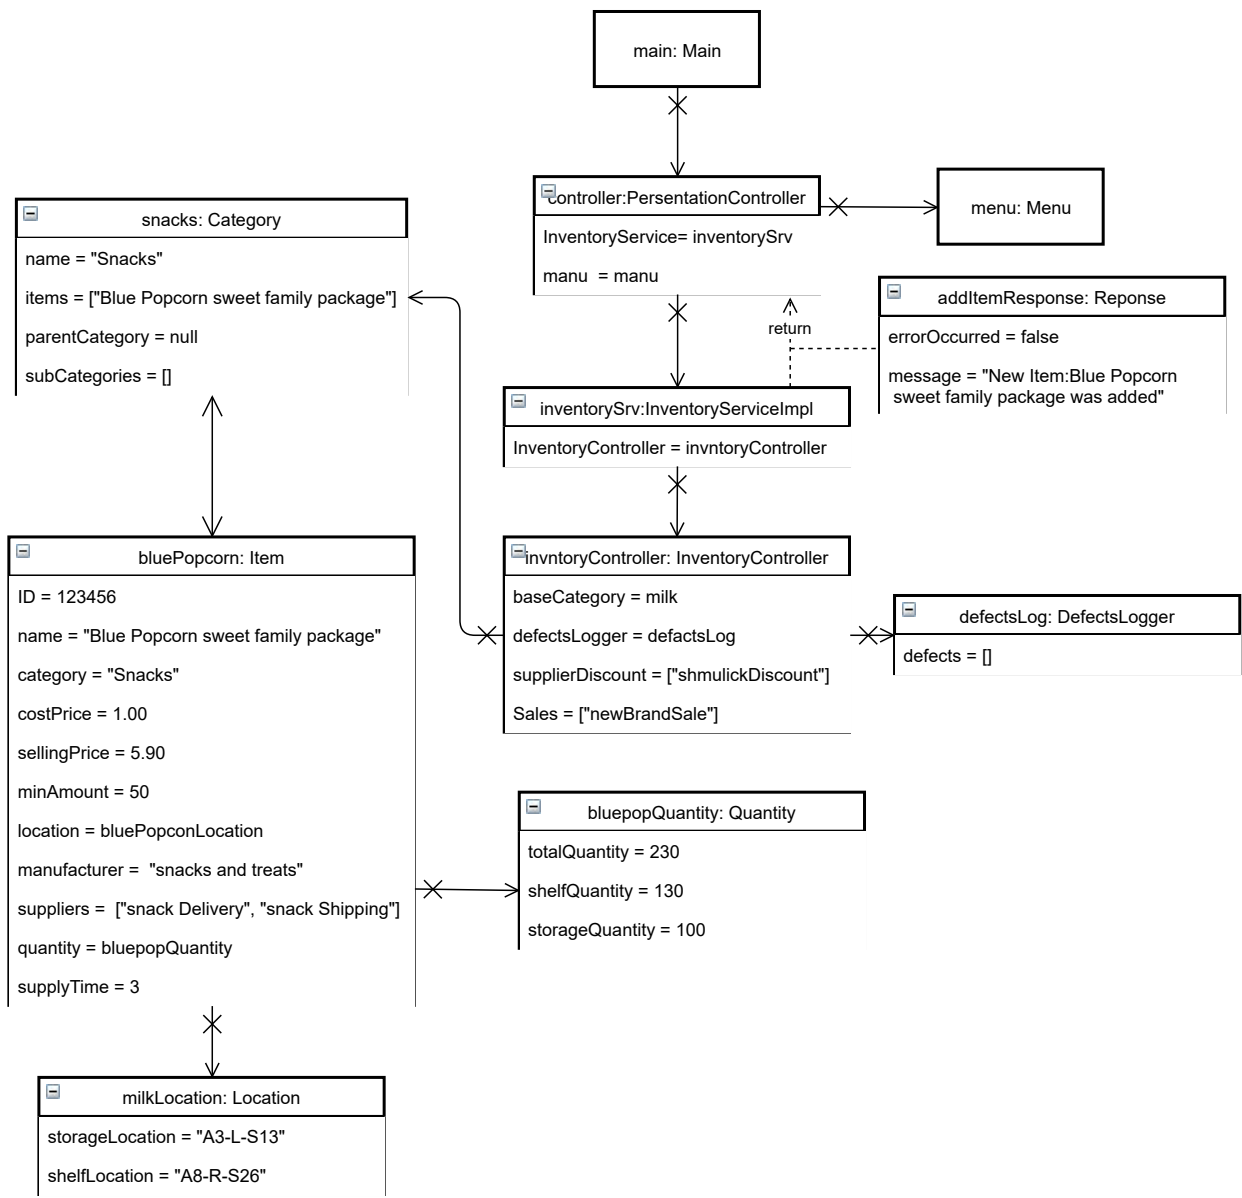 main: Main
controller:PersentationController
InventoryService= inventorySrv
manu  = manu
menu: Menu
snacks: Category
name = "Snacks"
items = ["Blue Popcorn sweet family package"]
parentCategory = null
subCategories = []
addItemResponse: Reponse
errorOccurred = false
message = "New Item:Blue Popcorn
sweet family package was added"
return
inventorySrv:InventoryServiceImpl
InventoryController = invntoryController
bluePopcorn: Item
ID = 123456
name = "Blue Popcorn sweet family package"
category = "Snacks"
costPrice = 1.00
sellingPrice = 5.90
minAmount = 50
location = bluePopconLocation
manufacturer =  "snacks and treats"
suppliers =  ["snack Delivery", "snack Shipping"]
quantity = bluepopQuantity
supplyTime = 3
invntoryController: InventoryController
baseCategory = milk
defectsLogger = defactsLog
supplierDiscount = ["shmulickDiscount"]
Sales = ["newBrandSale"]
defectsLog: DefectsLogger
defects = []
bluepopQuantity: Quantity
totalQuantity = 230
shelfQuantity = 130
storageQuantity = 100
milkLocation: Location
storageLocation = "A3-L-S13"
shelfLocation = "A8-R-S26"